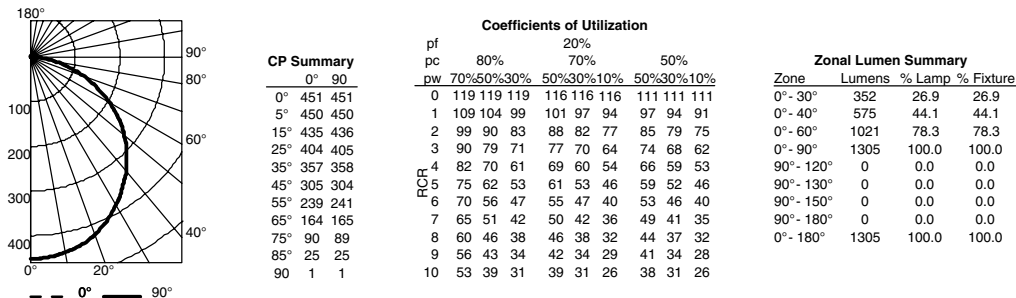 180°
90°
80°
100
60°
200
300
40°
400
0° 20°
0° 90°
CP Summary
0° 90
0° 451 451
5° 450 450
15° 435 436
25° 404 405
35° 357 358
45° 305 304
55° 239 241
65° 164 165
75° 90 89
85° 25 25
90 1 1
Coefficients of Utilization
pf 20%
pc 80% 70% 50%
pw 70%50%30% 50%30%10% 50%30%10%
RCR
0 119 119 119 116 116 116 111 111 111
1 109 104 99 101 97 94 97 94 91
2 99 90 83 88 82 77 85 79 75
3 90 79 71 77 70 64 74 68 62
4 82 70 61 69 60 54 66 59 53
5 75 62 53 61 53 46 59 52 46
6 70 56 47 55 47 40 53 46 40
7 65 51 42 50 42 36 49 41 35
8 60 46 38 46 38 32 44 37 32
9 56 43 34 42 34 29 41 34 28
10 53 39 31 39 31 26 38 31 26
Zonal Lumen Summary
Zone Lumens % Lamp % Fixture
0°- 30° 352 26.9 26.9
0°- 40° 575 44.1 44.1
0°- 60° 1021 78.3 78.3
0°- 90° 1305 100.0 100.0
90°- 120° 0 0.0 0.0
90°- 130° 0 0.0 0.0
90°- 150° 0 0.0 0.0
90°- 180° 0 0.0 0.0
0°- 180° 1305 100.0 100.0